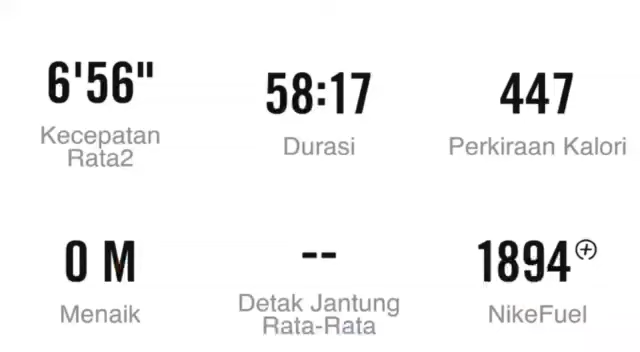 6'56"
58:17
447
Kecepatan
Rata2
Durasi
Perkiraan Kalori
0 M
--
1894
Menaik
Detak Jantung
Rata-Rata
NikeFuel